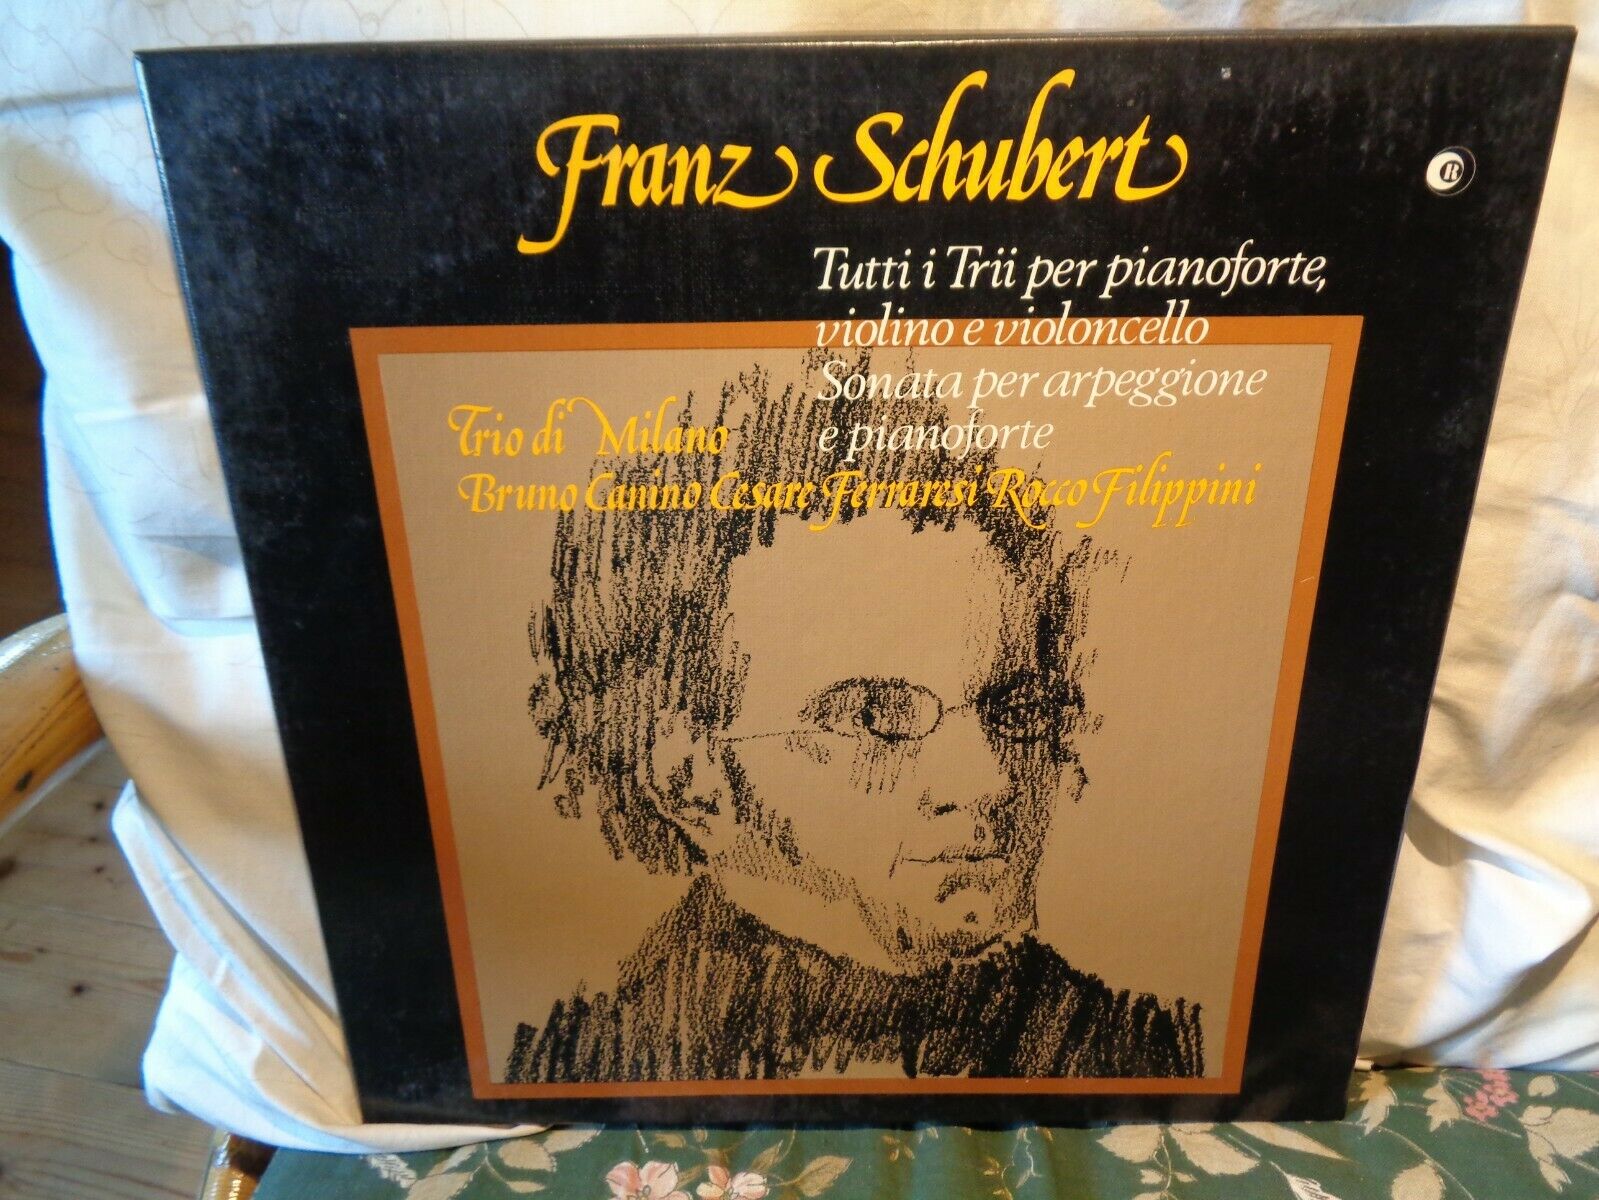 Franz Schubert
R
Tutti i Trii per pianoforte,
violino e violoncello
Sonata per arpeggione
e pianoforte
Trio di Milano
Bruno Canino Cesare Ferraresi Rocco Filippini